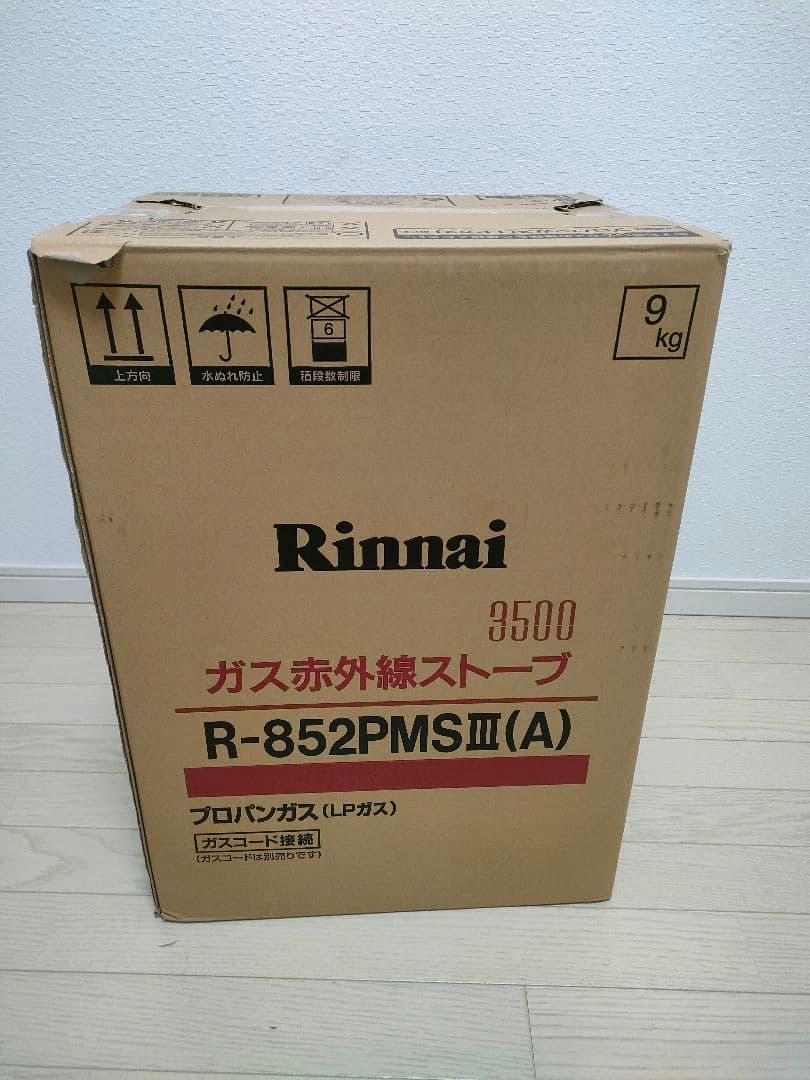 9
kg
6
上方向
水ぬれ防止
積段数制限
Rinnai
3500
ガス赤外線ストーブ
R-852PMSⅢ(A)
プロパンガス(LPガス)
ガスコード接続
(ガスコードは別売りです)